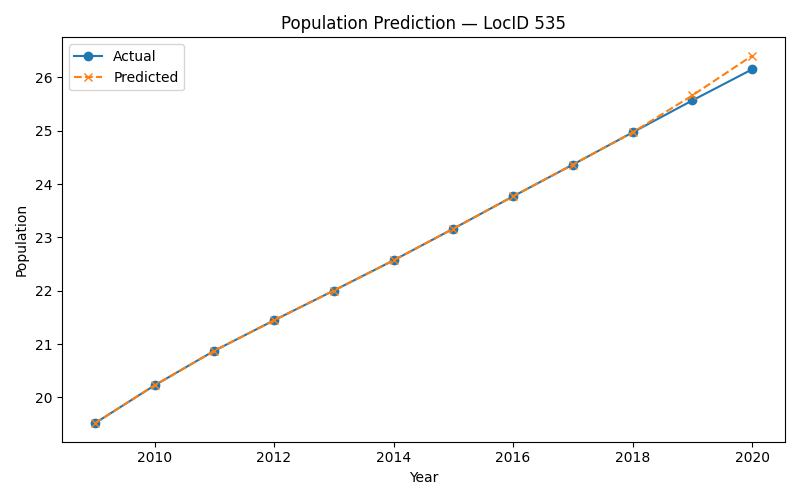 Population Prediction — LocID 535
Actual
Predicted
Population
26
25
24
23
22
21
20
2010 2012 2014 2016 2018 2020
Year